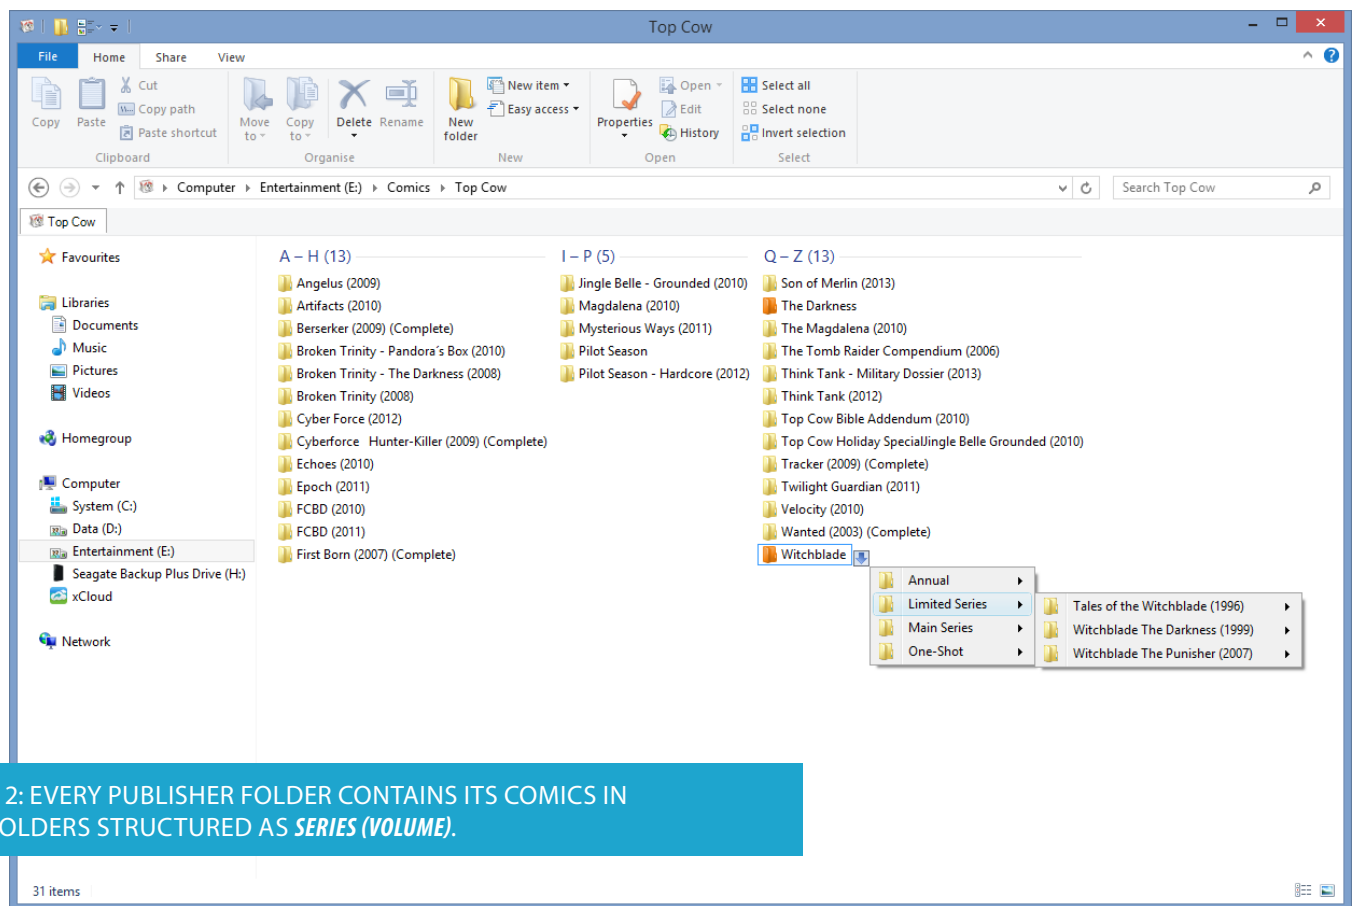 Top Cow
File Home Share View
Copy
Paste
Cut
Copy path
Paste shortcut
Clipboard
Move to
Copy to
Delete
Rename
Organise
New folder
New item
Easy access
New
Properties
Open
Edit
History
Open
Select all
Select none
Invert selection
Select
Computer Entertainment (E:) Comics Top Cow
Search Top Cow
Top Cow
Favourites
Libraries
Documents
Music
Pictures
Videos
Homegroup
Computer
System (C:)
Data (D:)
Entertainment (E:)
Seagate Backup Plus Drive (H:)
xCloud
Network
A – H (13)
Angelus (2009)
Artifacts (2010)
Berserker (2009) (Complete)
Broken Trinity - Pandora´s Box (2010)
Broken Trinity - The Darkness (2008)
Broken Trinity (2008)
Cyber Force (2012)
Cyberforce   Hunter-Killer (2009) (Complete)
Echoes (2010)
Epoch (2011)
FCBD (2010)
FCBD (2011)
First Born (2007) (Complete)
I – P (5)
Jingle Belle - Grounded (2010)
Magdalena (2010)
Mysterious Ways (2011)
Pilot Season
Pilot Season - Hardcore (2012)
Q – Z (13)
Son of Merlin (2013)
The Darkness
The Magdalena (2010)
The Tomb Raider Compendium (2006)
Think Tank - Military Dossier (2013)
Think Tank (2012)
Top Cow Bible Addendum (2010)
Top Cow Holiday SpecialJingle Belle Grounded (2010)
Tracker (2009) (Complete)
Twilight Guardian (2011)
Velocity (2010)
Wanted (2003) (Complete)
Witchblade
Annual
Limited Series
Main Series
One-Shot
Tales of the Witchblade (1996)
Witchblade The Darkness (1999)
Witchblade The Punisher (2007)
2: EVERY PUBLISHER FOLDER CONTAINS ITS COMICS IN
OLDERS STRUCTURED AS SERIES (VOLUME).
31 items